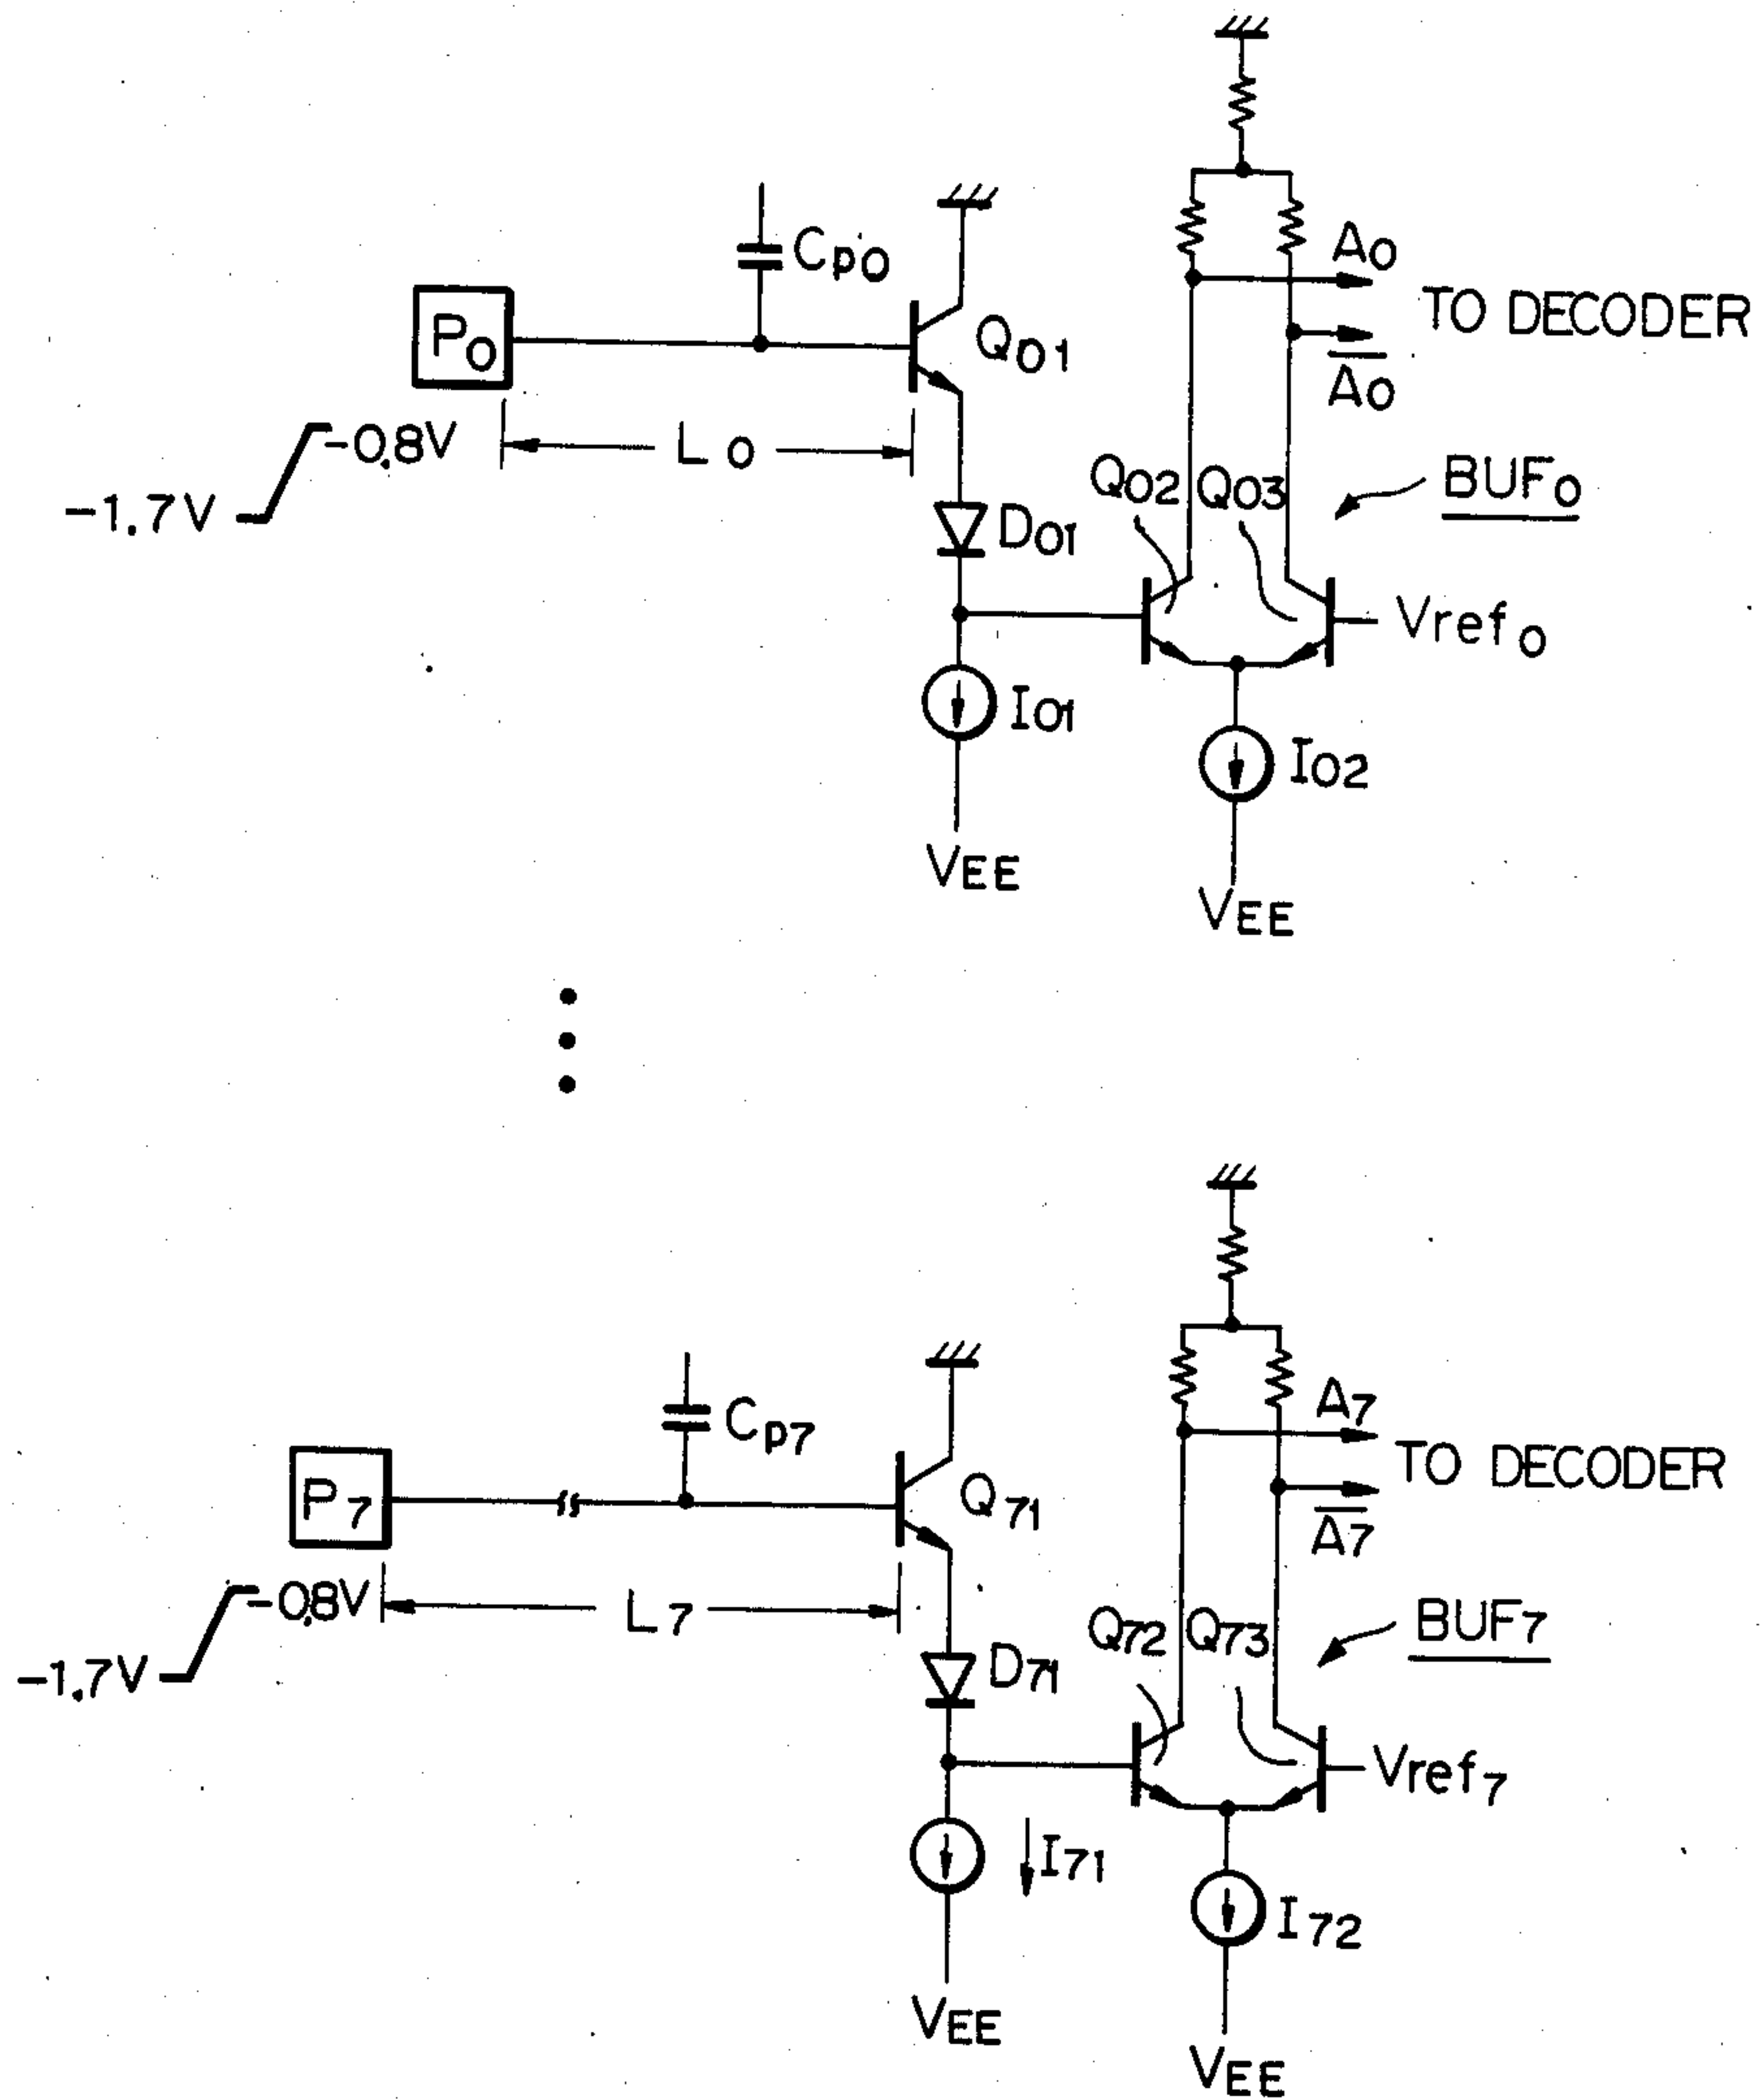 Cp0
A0
TO DECODER
P0
Q01
A0
-0.8V
L0
-1.7V
Q02
Q03
BUF0
D01
Vref0
I01
I02
VEE
VEE
A7
Cp7
TO DECODER
P7
Q71
A7
-0.8V
L7
Q72
Q73
BUF7
-1.7V
D71
Vref7
I71
I72
VEE
VEE